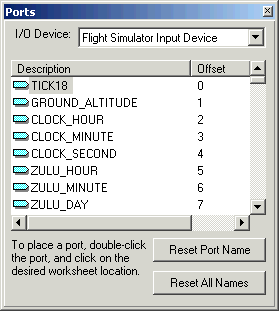 Ports
I/O Device: Flight Simulator Input Device
Description Offset
TICK18 0
GROUND_ALTITUDE 1
CLOCK_HOUR 2
CLOCK_MINUTE 3
CLOCK_SECOND 4
ZULU_HOUR 5
ZULU_MINUTE 6
ZULU_DAY 7
To place a port, double-click
the port, and click on the
desired worksheet location.
Reset Port Name
Reset All Names